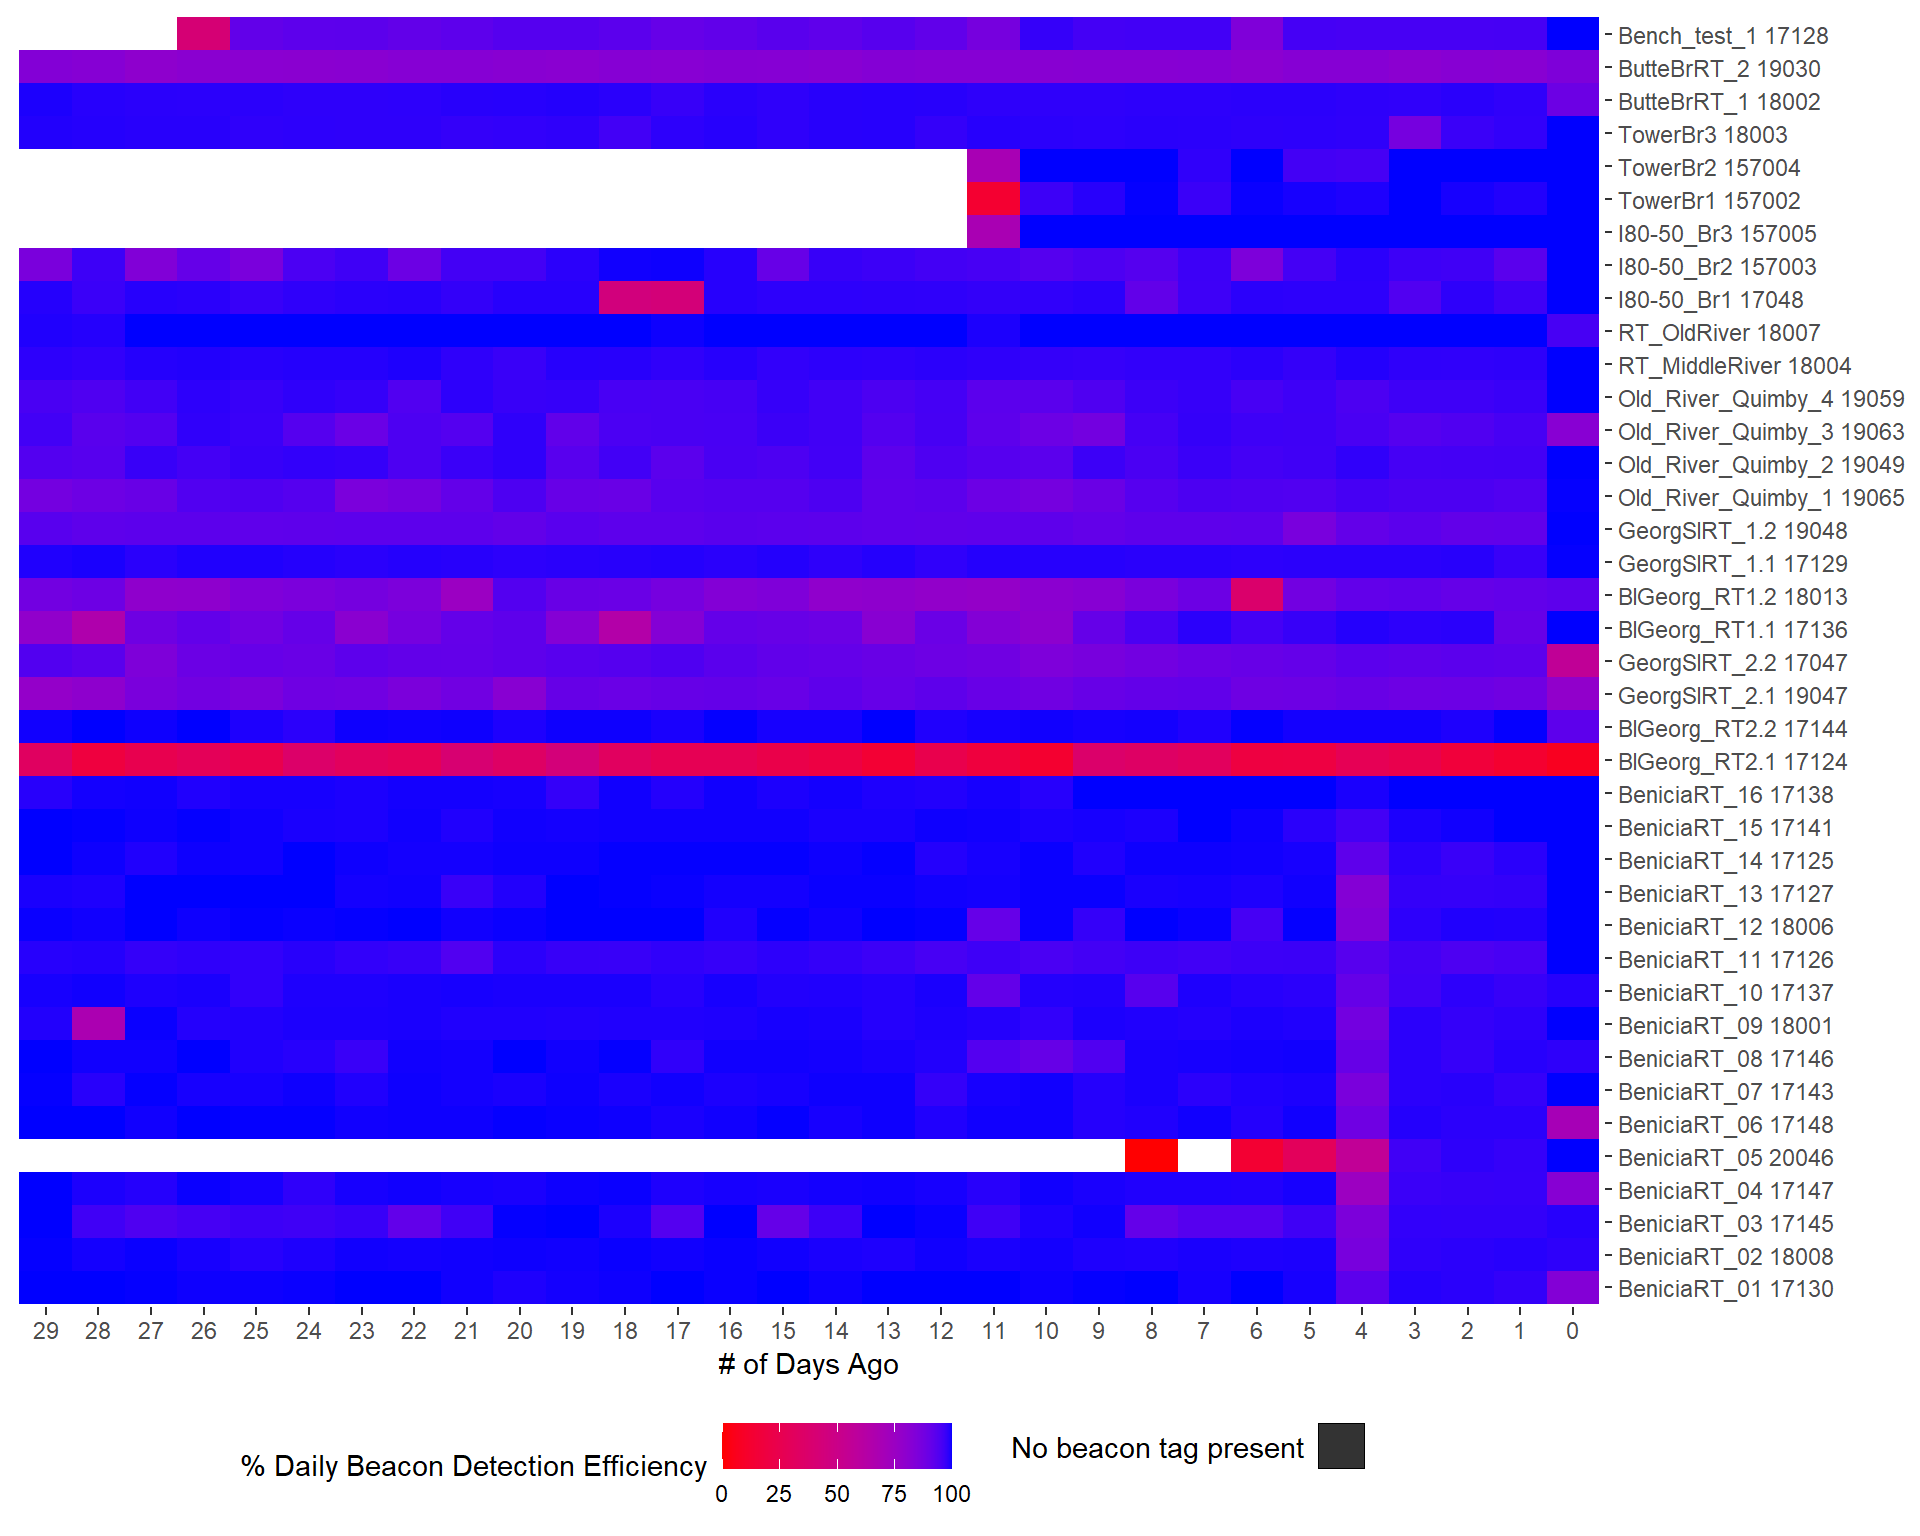 Bench_test_1 17128
ButteBrRT_2 19030
ButteBrRT_1 18002
TowerBr3 18003
TowerBr2 157004
TowerBr1 157002
I80-50_Br3 157005
I80-50_Br2 157003
I80-50_Br1 17048
RT_OldRiver 18007
RT_MiddleRiver 18004
Old_River_Quimby_4 19059
Old_River_Quimby_3 19063
Old_River_Quimby_2 19049
Old_River_Quimby_1 19065
GeorgSlRT_1.2 19048
GeorgSlRT_1.1 17129
BlGeorg_RT1.2 18013
BlGeorg_RT1.1 17136
GeorgSlRT_2.2 17047
GeorgSlRT_2.1 19047
BlGeorg_RT2.2 17144
BlGeorg_RT2.1 17124
BeniciaRT_16 17138
BeniciaRT_15 17141
BeniciaRT_14 17125
BeniciaRT_13 17127
BeniciaRT_12 18006
BeniciaRT_11 17126
BeniciaRT_10 17137
BeniciaRT_09 18001
BeniciaRT_08 17146
BeniciaRT_07 17143
BeniciaRT_06 17148
BeniciaRT_05 20046
BeniciaRT_04 17147
BeniciaRT_03 17145
BeniciaRT_02 18008
BeniciaRT_01 17130
29 28 27 26 25 24 23 22 21 20 19 18 17 16 15 14 13 12 11 10 9 8 7 6 5 4 3 2 1 0
# of Days Ago
% Daily Beacon Detection Efficiency
0 25 50 75 100
No beacon tag present